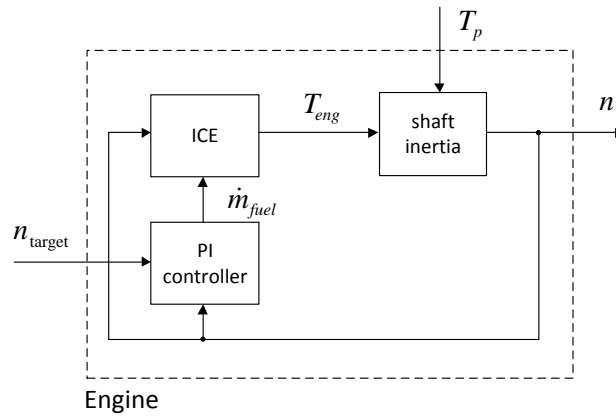 T_p
n
T_eng
ICE
shaft
inertia
ṁ_fuel
n_target
PI
controller
Engine